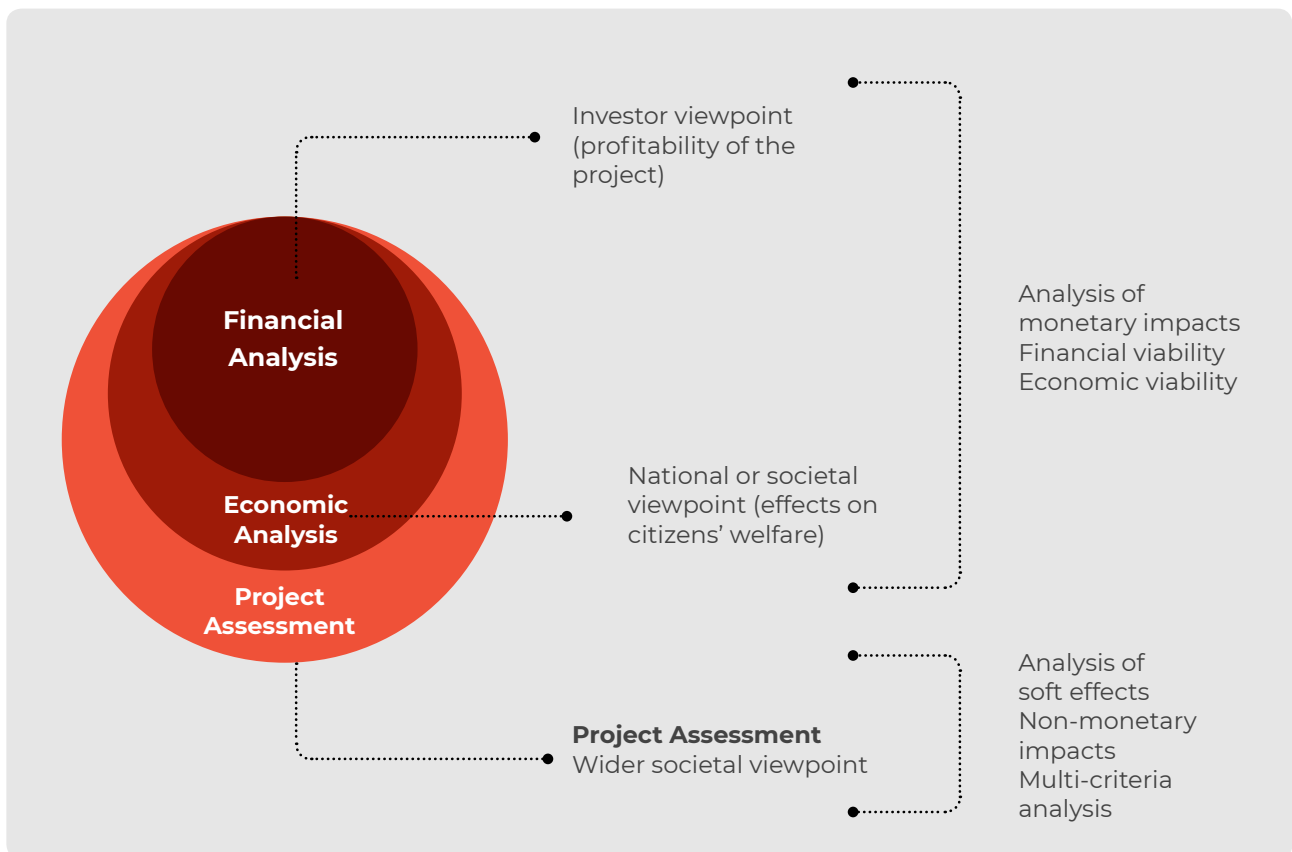 Investor viewpoint
(profitability of the
project)
Financial
Analysis
Analysis of
monetary impacts
Financial viability
Economic viability
National or societal
viewpoint (effects on
citizens’ welfare)
Economic
Analysis
Project
Assessment
Project Assessment
Wider societal viewpoint
Analysis of
soft effects
Non-monetary
impacts
Multi-criteria
analysis